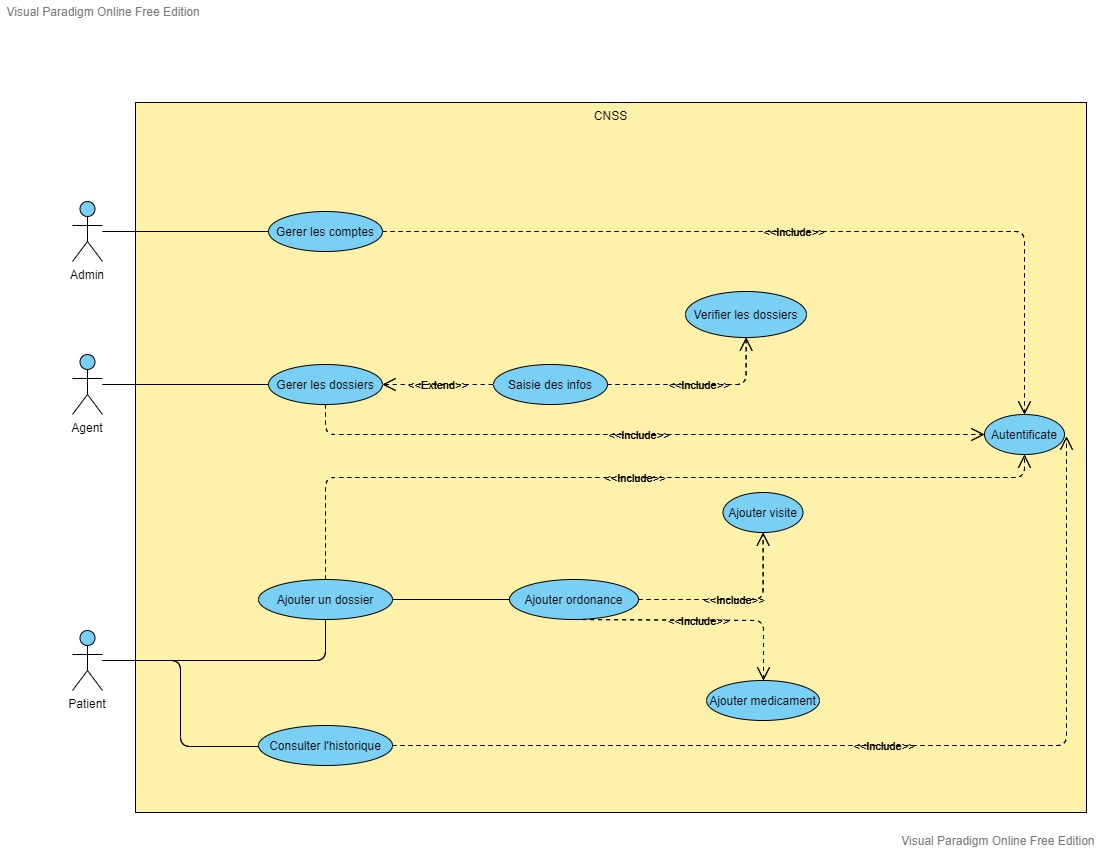 Visual Paradigm Online Free Edition
CNSS
Gerer les comptes
<<Include>>
Admin
Verifier les dossiers
Gerer les dossiers
<<Extend>>
Saisie des infos
<<Include>>
Agent
<<Include>>
Autentificate
<<Include>>
Ajouter visite
Ajouter un dossier
Ajouter ordonance
<<Include>>
<<Include>>
Patient
Ajouter medicament
Consulter l'historique
<<Include>>
Visual Paradigm Online Free Edition